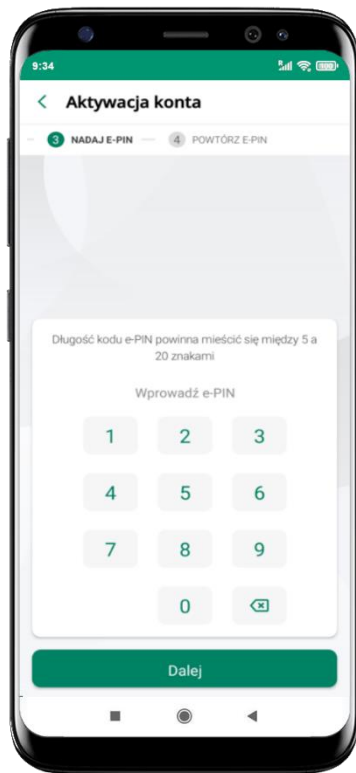 9:34
Aktywacja konta
3 NADAJ E-PIN 4 POWTÓRZ E-PIN
Długość kodu e-PIN powinna mieścić się między 5 a
20 znakami
Wprowadź e-PIN
1 2 3
4 5 6
7 8 9
0
Dalej